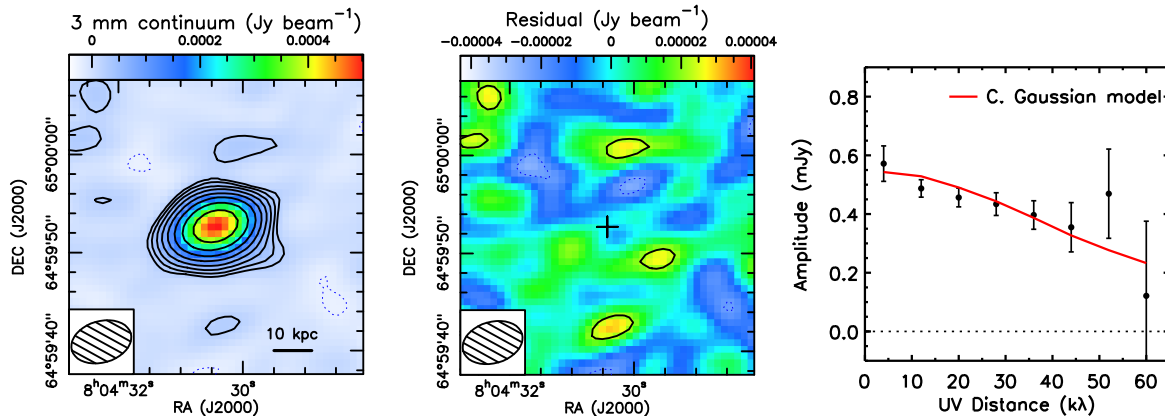 3 mm continuum (Jy beam⁻¹)
0 0.0002 0.0004
DEC (J2000)
65°00'00"
64°59'50"
64°59'40"
10 kpc
8ʰ04ᵐ32ˢ 30ˢ
RA (J2000)
Residual (Jy beam⁻¹)
−0.00004 −0.00002 0 0.00002 0.00004
DEC (J2000)
65°00'00"
64°59'50"
64°59'40"
8ʰ04ᵐ32ˢ 30ˢ
RA (J2000)
C. Gaussian model
Amplitude (mJy)
0.8
0.6
0.4
0.2
0.0
0 10 20 30 40 50 60
UV Distance (kλ)